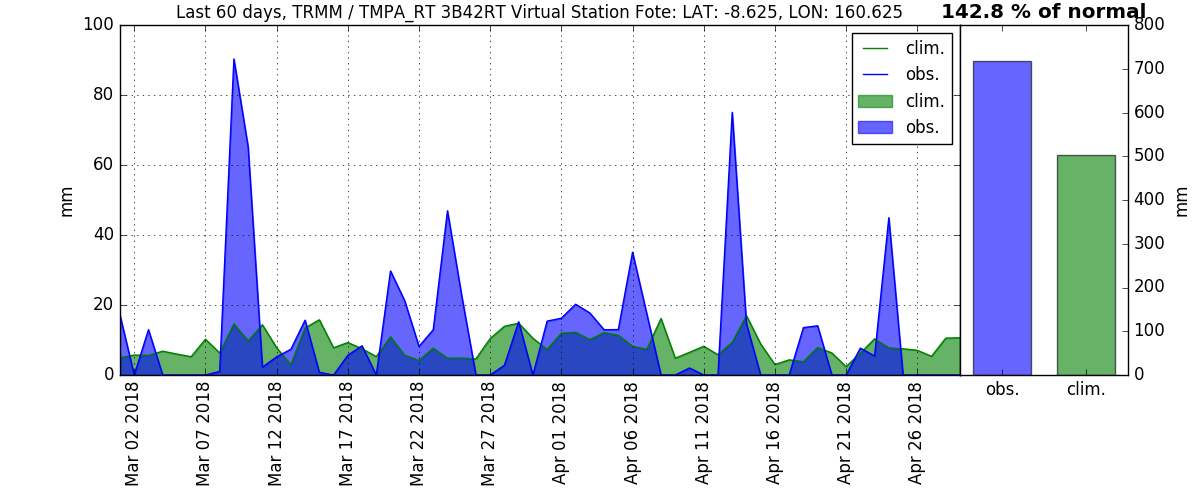 Last 60 days, TRMM / TMPA_RT 3B42RT Virtual Station Fote: LAT: -8.625, LON: 160.625
142.8 % of normal
100
80
60
40
20
0
mm
clim.
obs.
clim.
obs.
800
700
600
500
400
300
200
100
0
mm
Mar 02 2018
Mar 07 2018
Mar 12 2018
Mar 17 2018
Mar 22 2018
Mar 27 2018
Apr 01 2018
Apr 06 2018
Apr 11 2018
Apr 16 2018
Apr 21 2018
Apr 26 2018
obs.
clim.